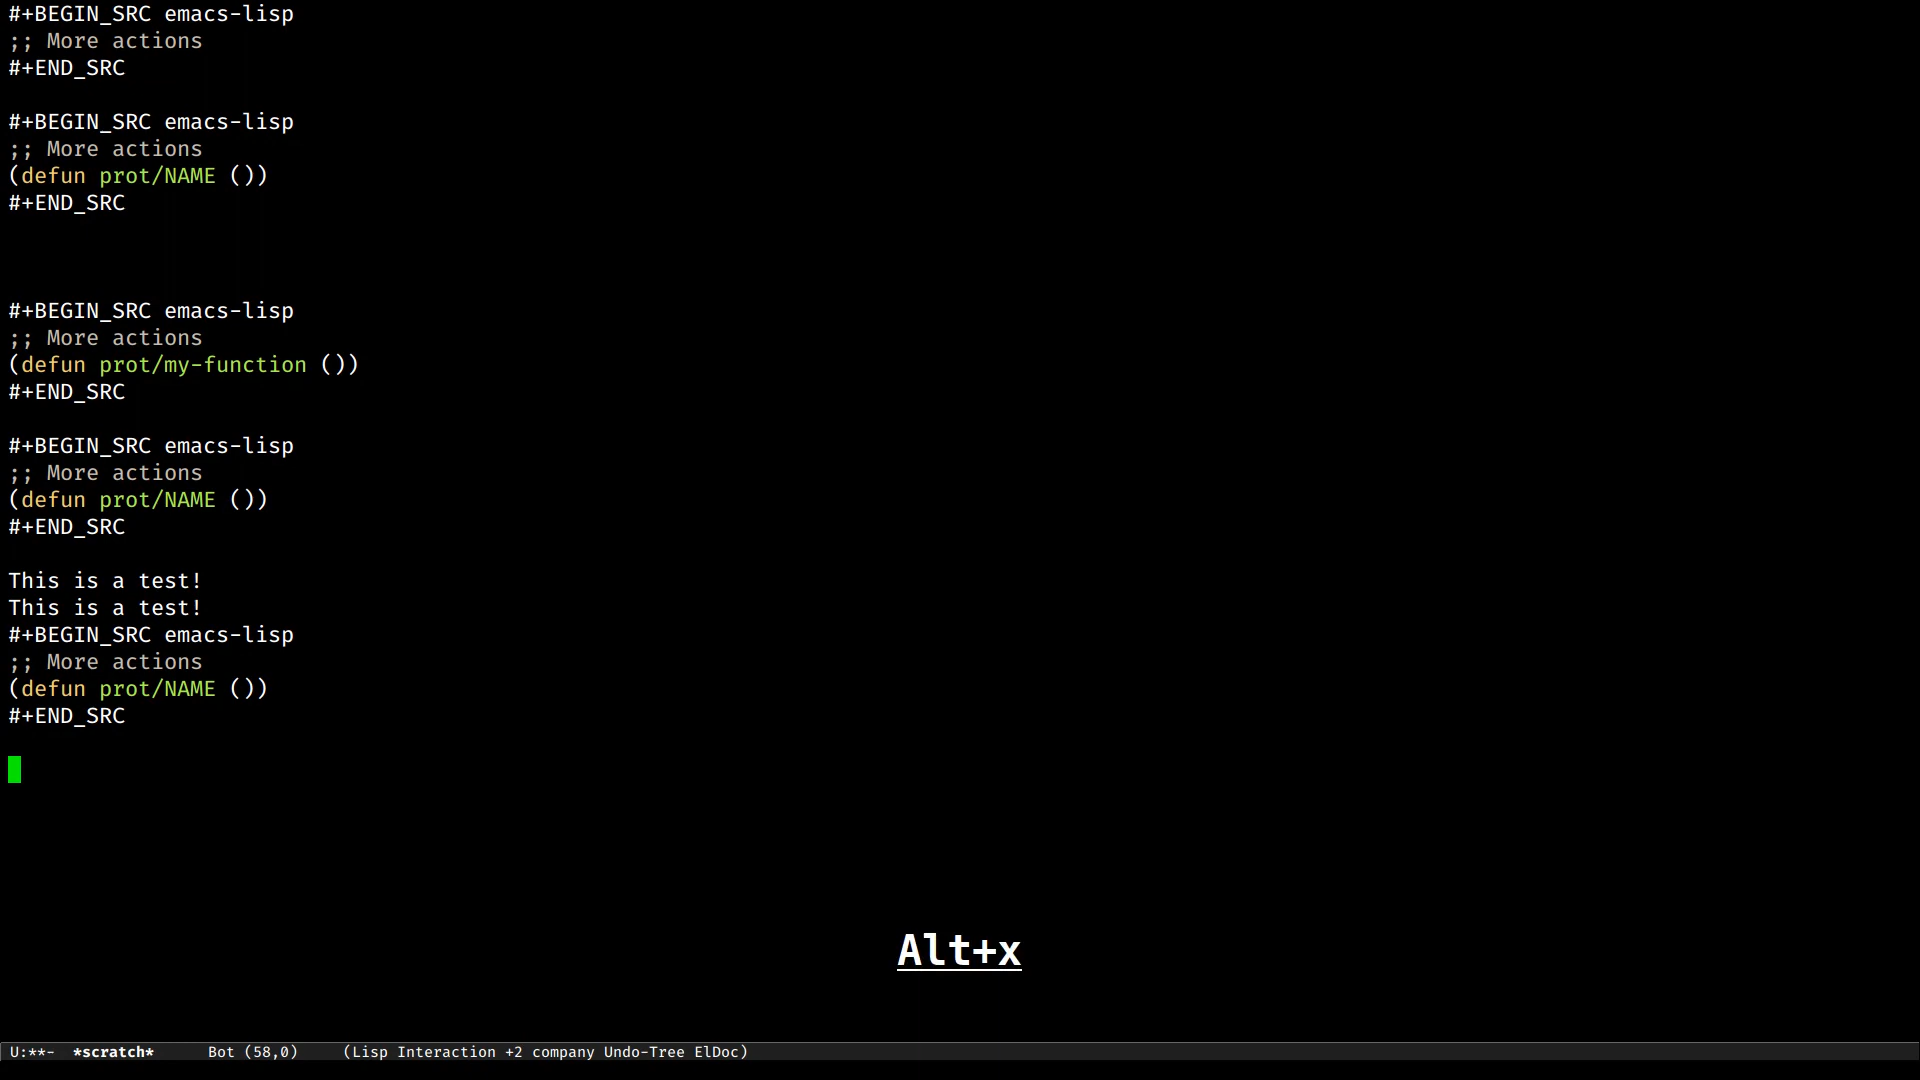 #+BEGIN_SRC emacs-lisp
;; More actions
#+END_SRC
#+BEGIN_SRC emacs-lisp
;; More actions
(defun prot/NAME ())
#+END_SRC
#+BEGIN_SRC emacs-lisp
;; More actions
(defun prot/my-function ())
#+END_SRC
#+BEGIN_SRC emacs-lisp
;; More actions
(defun prot/NAME ())
#+END_SRC
This is a test!
This is a test!
#+BEGIN_SRC emacs-lisp
;; More actions
(defun prot/NAME ())
#+END_SRC
Alt+x
U:**-  *scratch*      Bot (58,0)     (Lisp Interaction +2 company Undo-Tree ElDoc)